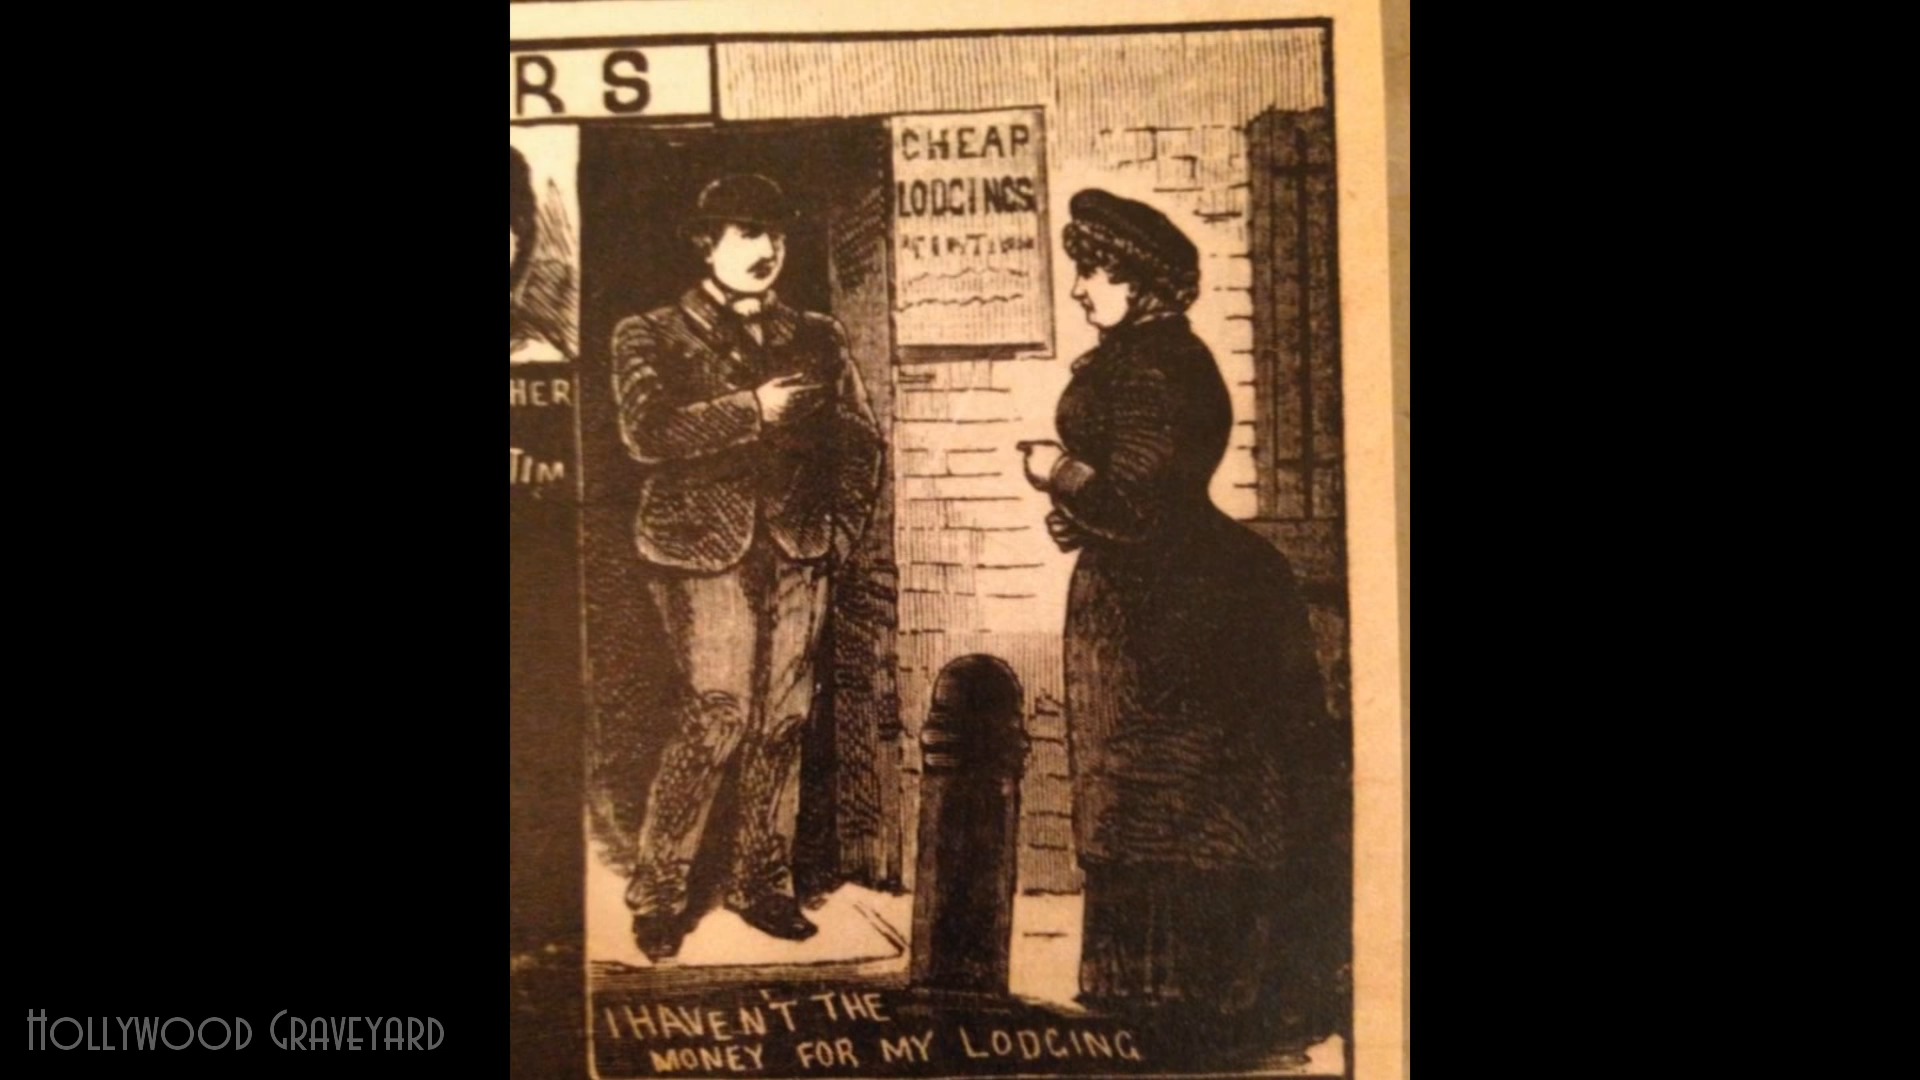 RS
CHEAP
LODGINGS
HER
TIM
I HAVEN'T THE
MONEY FOR MY LODGING
HOLLYWOOD GRAVEYARD